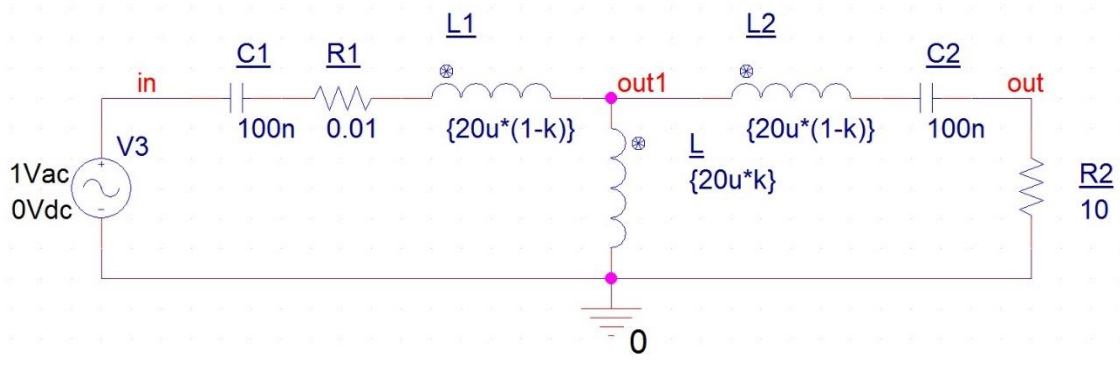 L1
L2
C1
R1
C2
in
out1
out
100n
0.01
{20u*(1-k)}
{20u*(1-k)}
100n
V3
1Vac
0Vdc
+
-
L
{20u*k}
R2
10
0